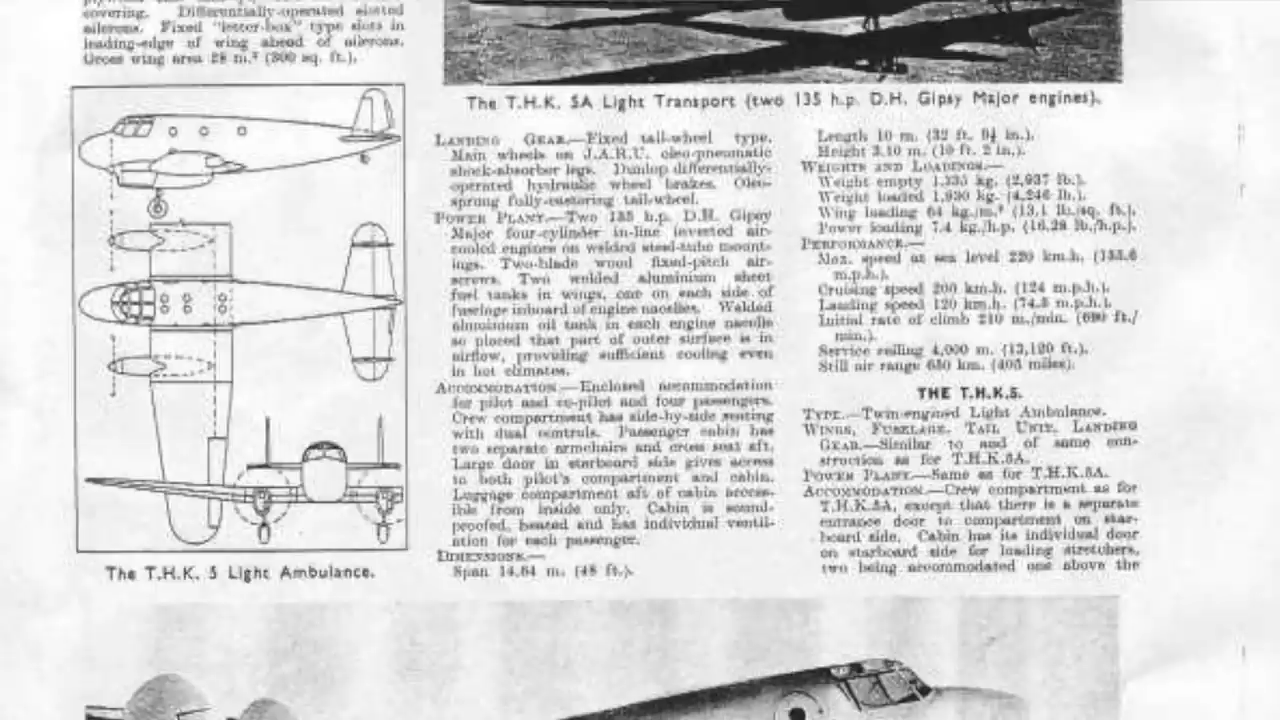 covering. Differentially-operated slotted
ailerons. Fixed "letter-box" type slots in
leading-edge of wing ahead of ailerons.
Gross wing area 28 m.² (300 sq. ft.).
The T.H.K. 5 Light Ambulance.
The T.H.K. 5A Light Transport (two 135 h.p. D.H. Gipsy Major engines).
LANDING GEAR.—Fixed tail-wheel type.
Main wheels on J.A.R.U. oleo-pneumatic
shock-absorber legs. Dunlop differentially-
operated hydraulic wheel brakes. Oleo-
sprung fully-castoring tail-wheel.
POWER PLANT.—Two 135 h.p. D.H. Gipsy
Major four-cylinder in-line inverted air-
cooled engines on welded steel-tube mount-
ings. Two-blade wood fixed-pitch air-
screws. Two welded aluminium sheet
fuel tanks in wings, one on each side of
fuselage inboard of engine nacelles. Welded
aluminium oil tank in each engine nacelle
so placed that part of outer surface is in
airflow, providing sufficient cooling even
in hot climates.
ACCOMMODATION.—Enclosed accommodation
for pilot and co-pilot and four passengers.
Crew compartment has side-by-side seating
with dual controls. Passenger cabin has
two separate armchairs and cross seat aft.
Large door in starboard side gives access
to both pilot's compartment and cabin.
Luggage compartment aft of cabin access-
ible from inside only. Cabin is sound-
proofed, heated and has individual ventil-
ation for each passenger.
DIMENSIONS.—
Span 14.64 m. (48 ft.).
Length 10 m. (32 ft. 9½ in.).
Height 3.10 m. (10 ft. 2 in.).
WEIGHTS AND LOADINGS.—
Weight empty 1,335 kg. (2,937 lb.).
Weight loaded 1,930 kg. (4,246 lb.).
Wing loading 64 kg./m.² (13.1 lb./sq. ft.).
Power loading 7.4 kg./h.p. (16.28 lb./h.p.).
PERFORMANCE.—
Max. speed at sea level 220 km.h. (
m.p.h.).
Cruising speed 200 km.h. (124 m.p.h.).
Landing speed 120 km.h. (74.5 m.p.h.).
Initial rate of climb 210 m./min. (690 ft./
min.).
Service ceiling 4,000 m. (13,120 ft.).
Still air range 650 km. (405 miles).
THE T.H.K.5.
TYPE.—Twin-engined Light Ambulance.
WINGS, FUSELAGE, TAIL UNIT, LANDING
GEAR.—Similar to and of same con-
struction as for T.H.K.5A.
POWER PLANT.—Same as for T.H.K.5A.
ACCOMMODATION.—Crew compartment as for
T.H.K.5A, except that there is a separate
entrance door to compartment on star-
board side. Cabin has its individual door
on starboard side for loading stretchers,
two being accommodated one above the